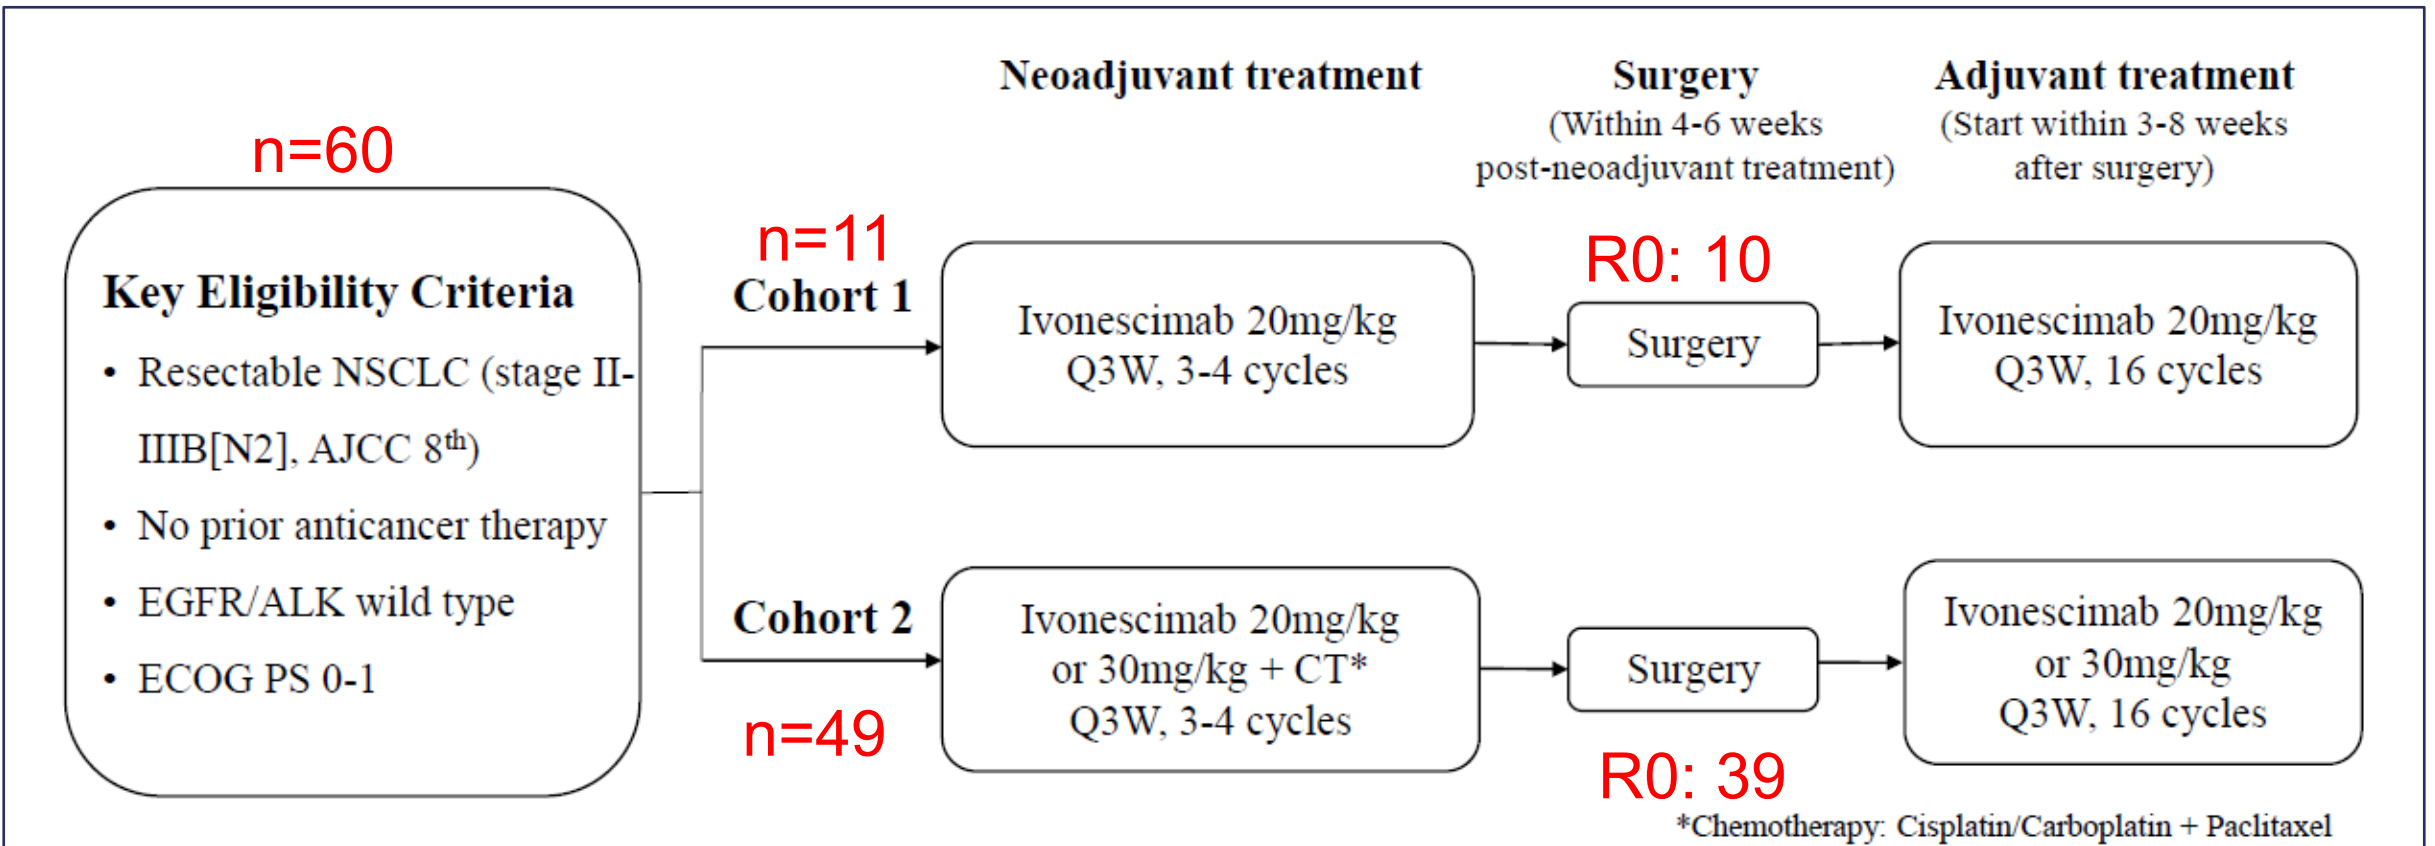 Neoadjuvant treatment
Surgery
(Within 4-6 weeks
post-neoadjuvant treatment)
Adjuvant treatment
(Start within 3-8 weeks
after surgery)
n=60
Key Eligibility Criteria
• Resectable NSCLC (stage II-
IIIB[N2], AJCC 8th)
• No prior anticancer therapy
• EGFR/ALK wild type
• ECOG PS 0-1
n=11
Cohort 1
Ivonescimab 20mg/kg
Q3W, 3-4 cycles
R0: 10
Surgery
Ivonescimab 20mg/kg
Q3W, 16 cycles
Cohort 2
n=49
Ivonescimab 20mg/kg
or 30mg/kg + CT*
Q3W, 3-4 cycles
Surgery
R0: 39
Ivonescimab 20mg/kg
or 30mg/kg
Q3W, 16 cycles
*Chemotherapy: Cisplatin/Carboplatin + Paclitaxel